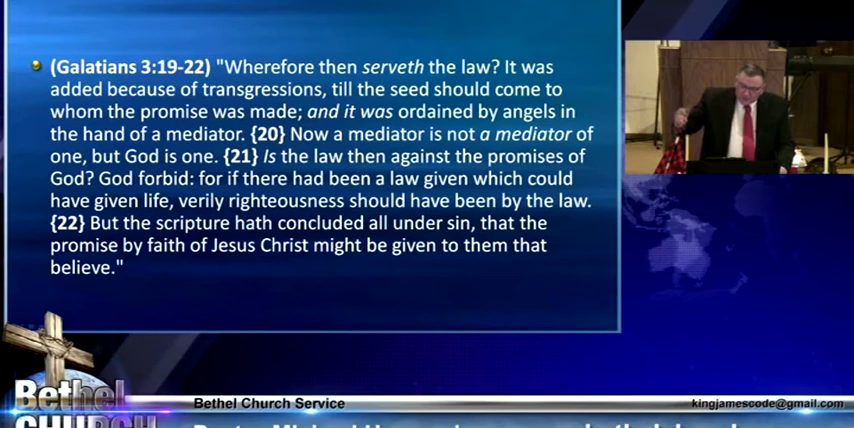 (Galatians 3:19-22) "Wherefore then serveth the law? It was
added because of transgressions, till the seed should come to
whom the promise was made; and it was ordained by angels in
the hand of a mediator. {20} Now a mediator is not a mediator of
one, but God is one. {21} Is the law then against the promises of
God? God forbid: for if there had been a law given which could
have given life, verily righteousness should have been by the law.
{22} But the scripture hath concluded all under sin, that the
promise by faith of Jesus Christ might be given to them that
believe."
Bethel
CHURCH
Bethel Church Service
kingjamescode@gmail.com